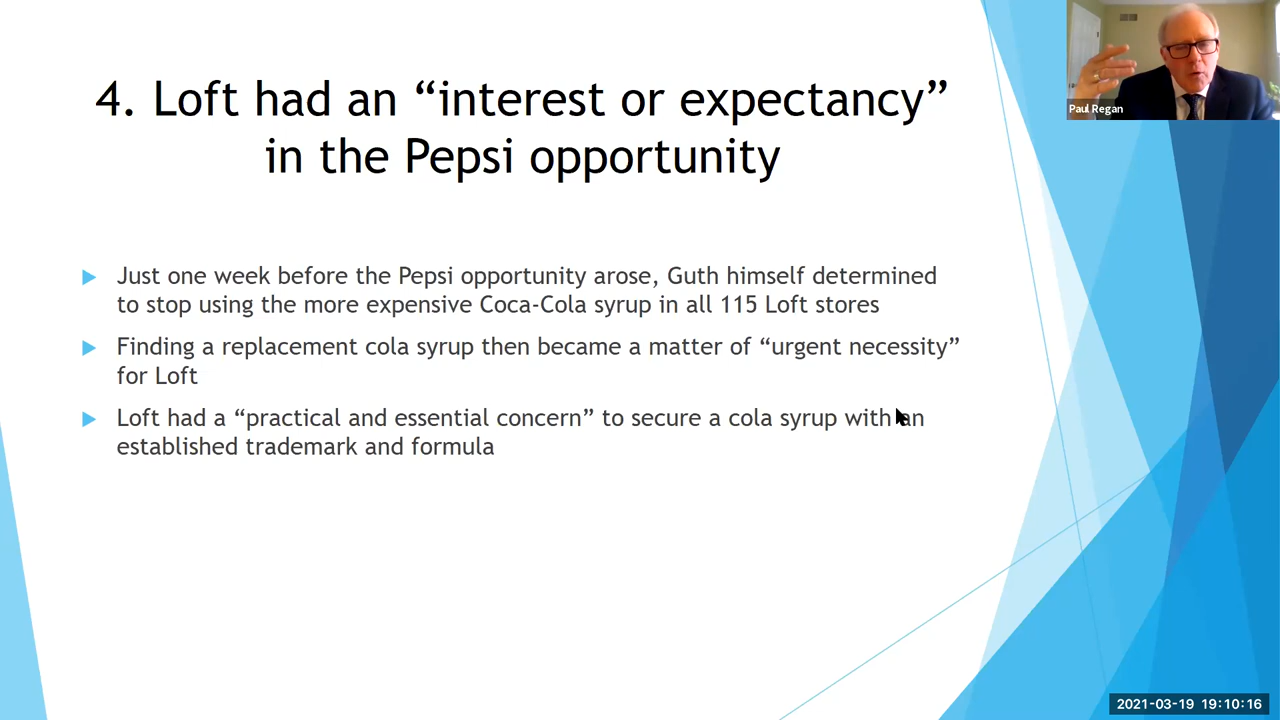 4. Loft had an “interest or expectancy”
in the Pepsi opportunity
Paul Regan
Just one week before the Pepsi opportunity arose, Guth himself determined
to stop using the more expensive Coca-Cola syrup in all 115 Loft stores
Finding a replacement cola syrup then became a matter of “urgent necessity”
for Loft
Loft had a “practical and essential concern” to secure a cola syrup with an
established trademark and formula
2021-03-19 19:10:16